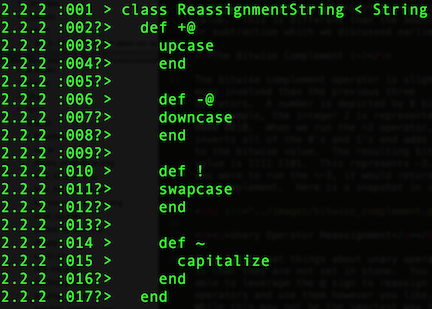 2.2.2 :001 > class ReassignmentString < String
2.2.2 :002?>   def +@
2.2.2 :003?>     upcase
2.2.2 :004?>     end
2.2.2 :005?>
2.2.2 :006 >     def -@
2.2.2 :007?>     downcase
2.2.2 :008?>     end
2.2.2 :009?>
2.2.2 :010 >     def !
2.2.2 :011?>     swapcase
2.2.2 :012?>     end
2.2.2 :013?>
2.2.2 :014 >     def ~
2.2.2 :015 >       capitalize
2.2.2 :016?>     end
2.2.2 :017?>   end